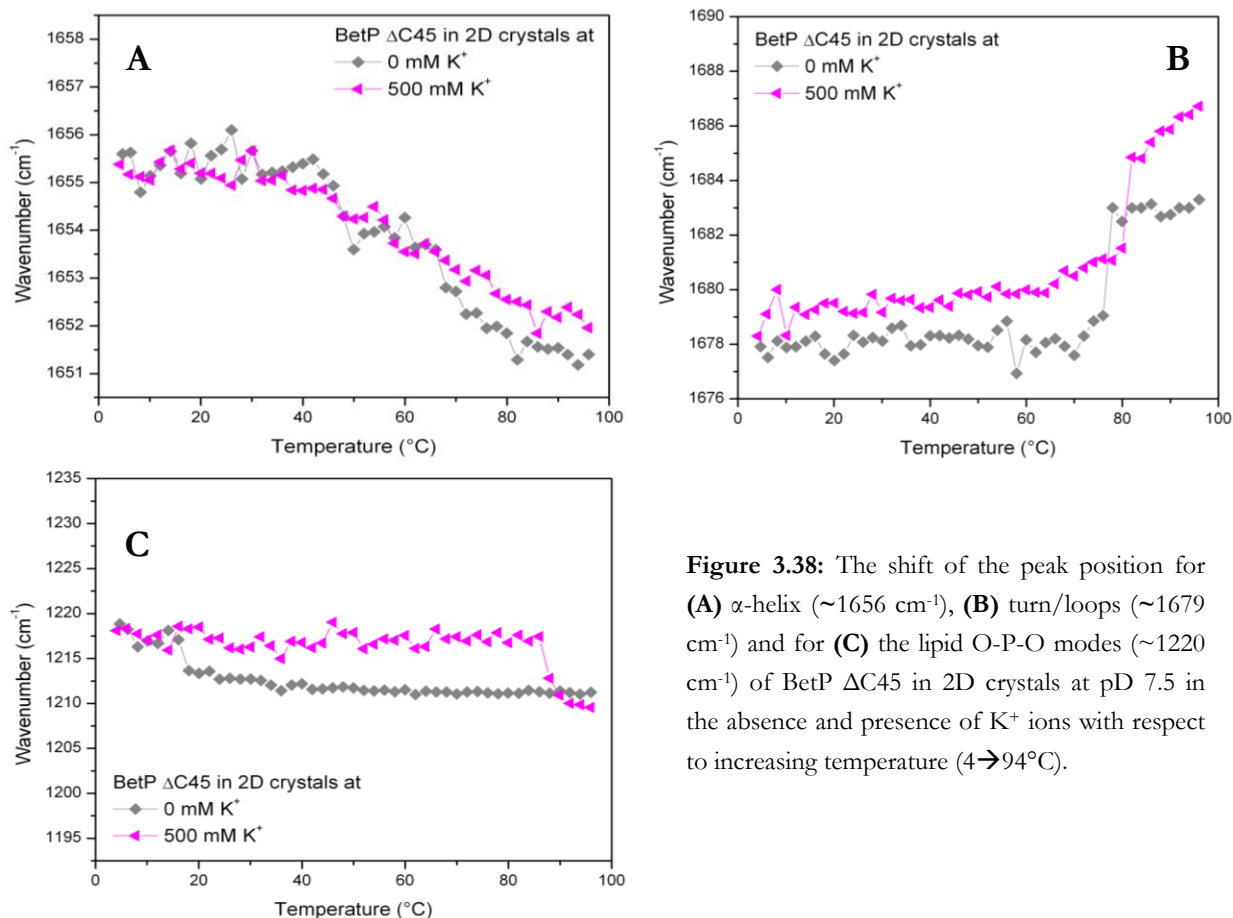 1658
1657
1656
1655
1654
1653
1652
1651
Wavenumber (cm⁻¹)
A
BetP ΔC45 in 2D crystals at
0 mM K⁺
500 mM K⁺
0 20 40 60 80 100
Temperature (°C)
1690
1688
1686
1684
1682
1680
1678
1676
Wavenumber (cm⁻¹)
BetP ΔC45 in 2D crystals at
0 mM K⁺
500 mM K⁺
B
0 20 40 60 80 100
Temperature (°C)
1235
1230
1225
1220
1215
1210
1205
1200
1195
Wavenumber (cm⁻¹)
C
BetP ΔC45 in 2D crystals at
0 mM K⁺
500 mM K⁺
0 20 40 60 80 100
Temperature (°C)
Figure 3.38: The shift of the peak position for
(A) α-helix (~1656 cm⁻¹), (B) turn/loops (~1679
cm⁻¹) and for (C) the lipid O-P-O modes (~1220
cm⁻¹) of BetP ΔC45 in 2D crystals at pD 7.5 in
the absence and presence of K⁺ ions with respect
to increasing temperature (4→94°C).